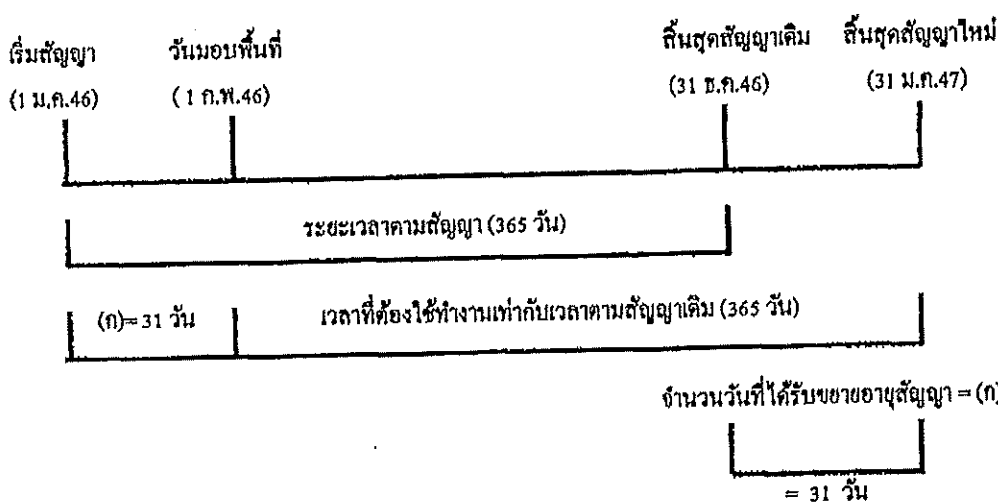 เริ่มสัญญา วันมอบพื้นที่ สิ้นสุดสัญญาเดิม สิ้นสุดสัญญาใหม่
(1 ม.ค.46) ( 1 ก.พ.46) (31 ธ.ค.46) (31 ม.ค.47)
ระยะเวลาตามสัญญา (365 วัน)
(ก)= 31 วัน เวลาที่ต้องใช้ทำงานเท่ากับเวลาตามสัญญาเดิม (365 วัน)
จำนวนวันที่ได้รับขยายอายุสัญญา = (ก)
= 31 วัน